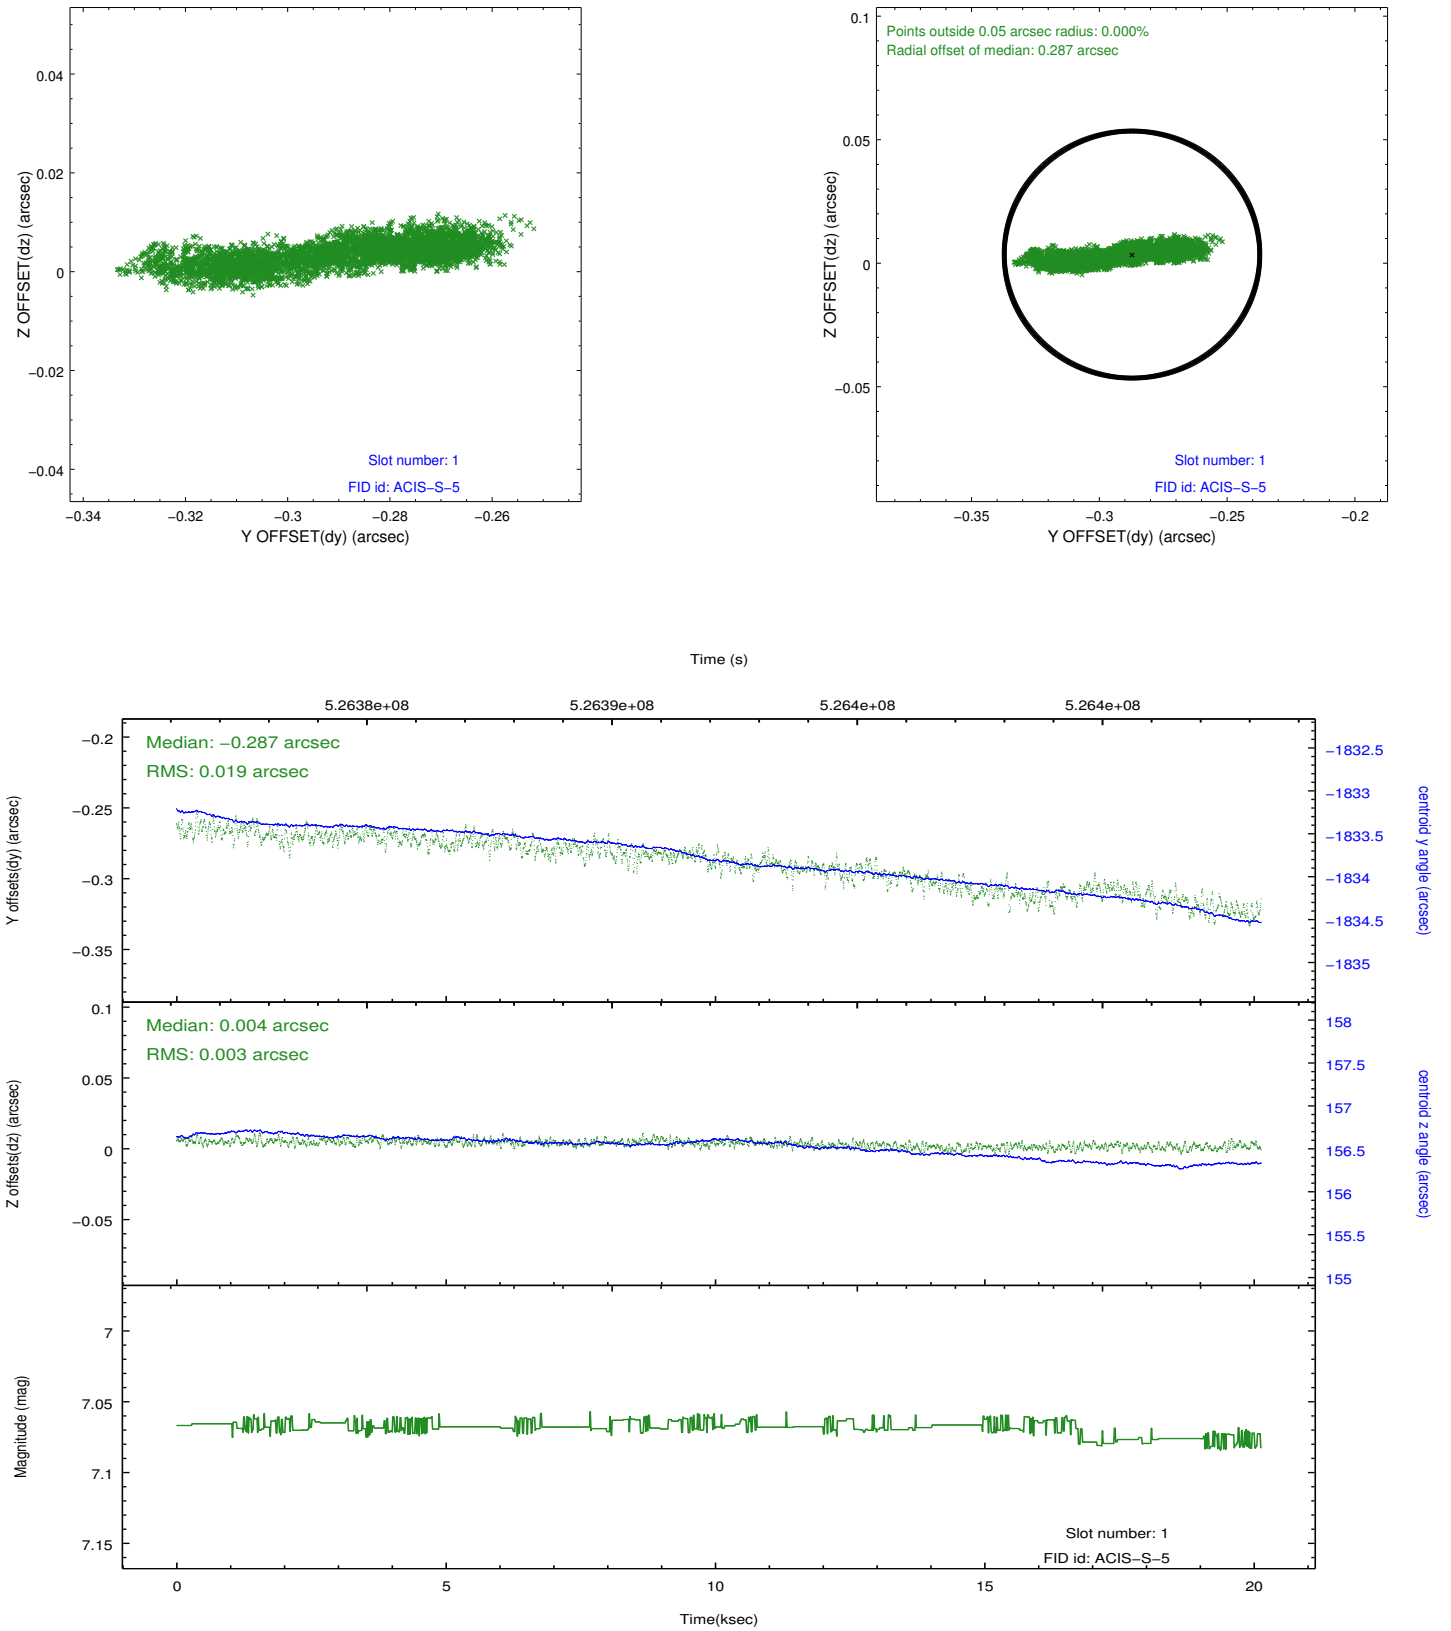 0.04
0.02
0
−0.02
−0.04
Z OFFSET(dz) (arcsec)
Slot number: 1
FID id: ACIS−S−5
−0.34
−0.32
−0.3
−0.28
−0.26
Y OFFSET(dy) (arcsec)
0.1
0.05
0
−0.05
Z OFFSET(dz) (arcsec)
Points outside 0.05 arcsec radius: 0.000%
Radial offset of median: 0.287 arcsec
Slot number: 1
FID id: ACIS−S−5
−0.35
−0.3
−0.25
−0.2
Y OFFSET(dy) (arcsec)
Time (s)
5.2638e+08
5.2639e+08
5.264e+08
5.264e+08
−0.2
−0.25
−0.3
−0.35
Y offsets(dy) (arcsec)
Median: −0.287 arcsec
RMS: 0.019 arcsec
−1832.5
−1833
−1833.5
−1834
−1834.5
−1835
centroid y angle (arcsec)
0.1
0.05
0
−0.05
Z offsets(dz) (arcsec)
Median: 0.004 arcsec
RMS: 0.003 arcsec
158
157.5
157
156.5
156
155.5
155
centroid z angle (arcsec)
7
7.05
7.1
7.15
Magnitude (mag)
Slot number: 1
FID id: ACIS−S−5
0
5
10
15
20
Time(ksec)